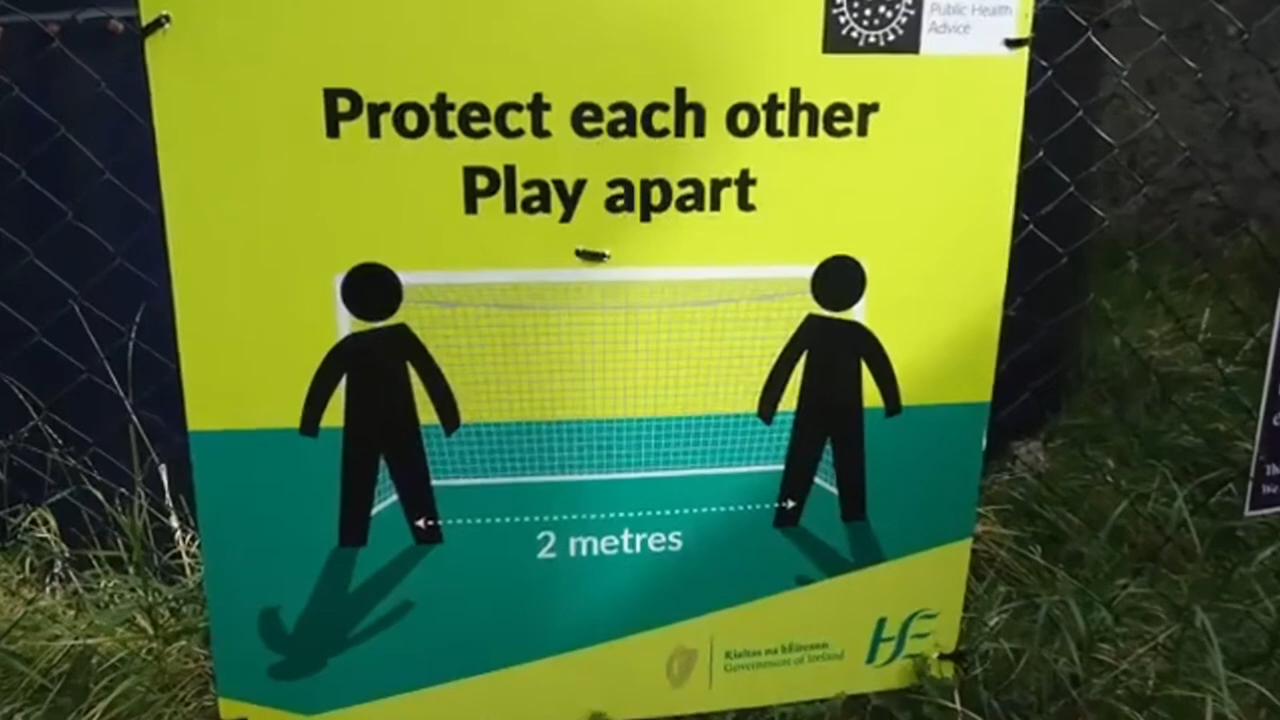 Public Health
Advice
Protect each other
Play apart
2 metres
Rialtas na hÉireann
Government of Ireland
HSE